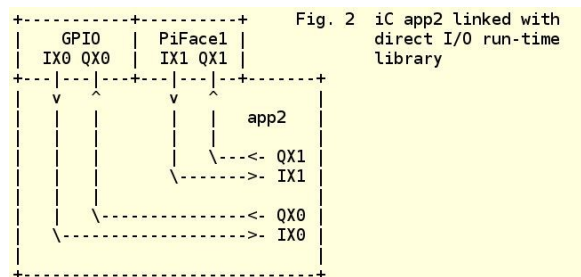 Fig. 2 iC app2 linked with
GPIO PiFace1 direct I/O run-time
IX0 QX0 IX1 QX1 library
app2
QX1
IX1
QX0
IX0